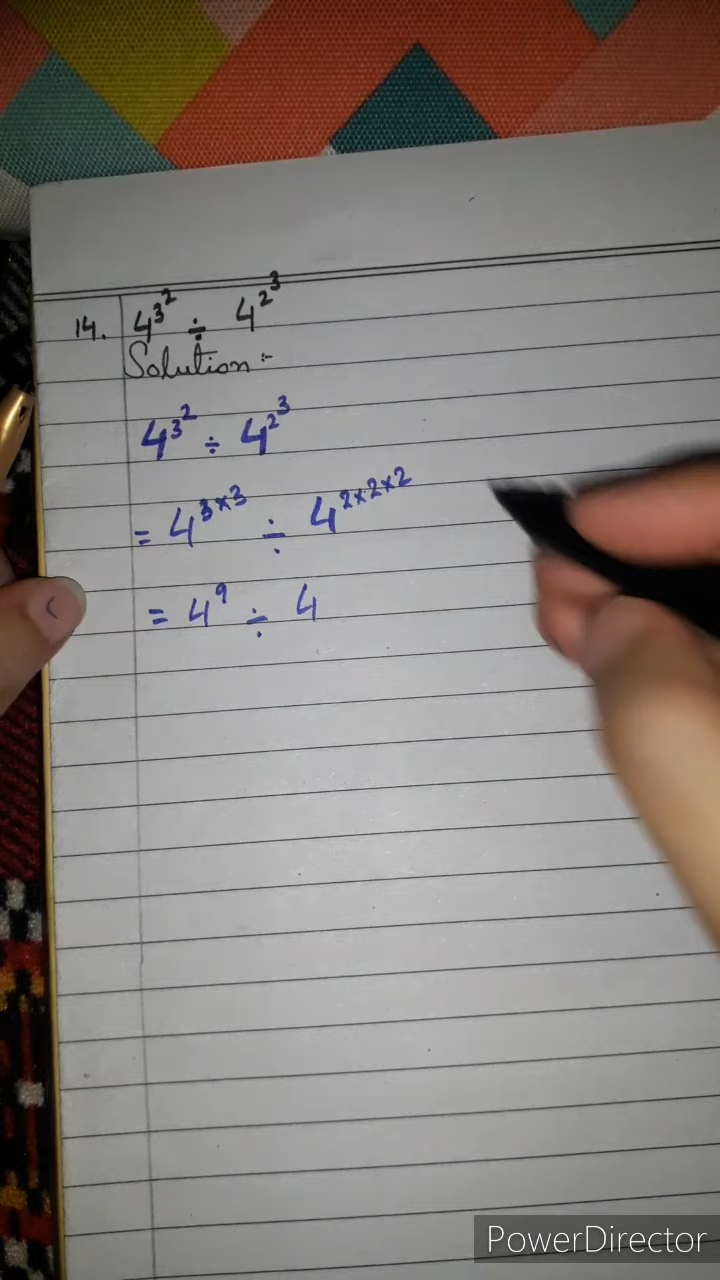 14. 4^3^2 ÷ 4^2^3
Solution :-
4^3^2 ÷ 4^2^3
= 4^3×3 ÷ 4^2×2×2
= 4^9 ÷ 4
PowerDirector